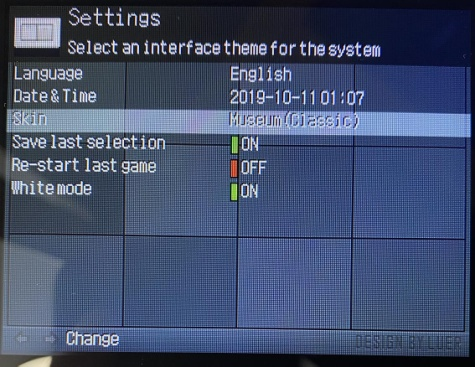 Settings
Select an interface theme for the system
Language English
Date & Time 2019-10-11 01:07
Skin Museum (Classic)
Save last selection ON
Re-start last game OFF
White mode ON
Change DESIGN BY LUER